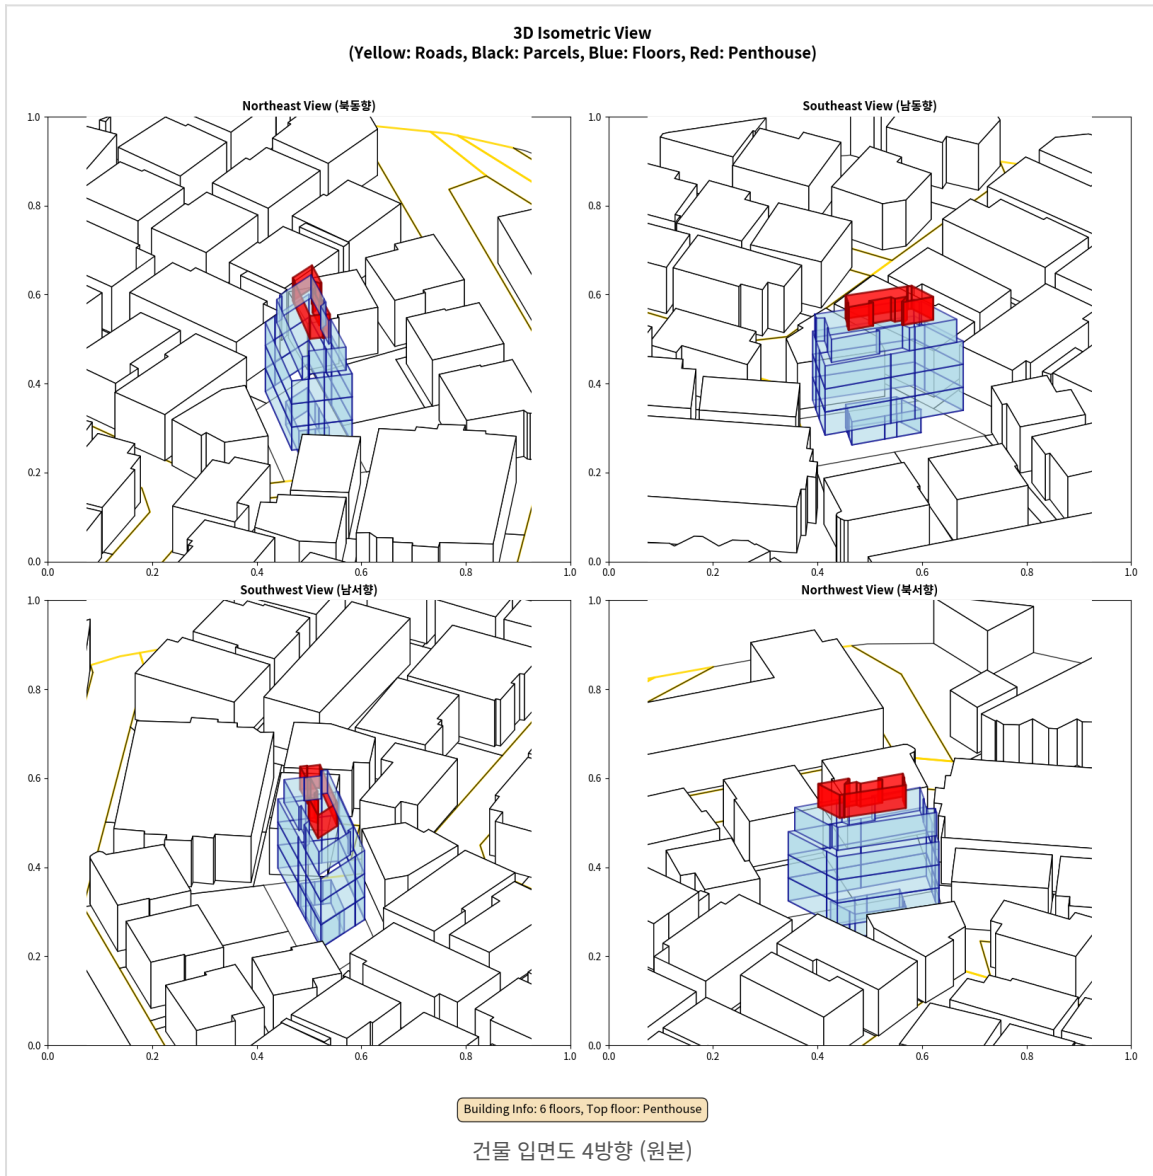 3D Isometric View
(Yellow: Roads, Black: Parcels, Blue: Floors, Red: Penthouse)
Northeast View (북동향)
1.0
0.8
0.6
0.4
0.2
0.0
0.0 0.2 0.4 0.6 0.8 1.0
Southeast View (남동향)
1.0
0.8
0.6
0.4
0.2
0.0
0.0 0.2 0.4 0.6 0.8 1.0
Southwest View (남서향)
1.0
0.8
0.6
0.4
0.2
0.0
0.0 0.2 0.4 0.6 0.8 1.0
Northwest View (북서향)
1.0
0.8
0.6
0.4
0.2
0.0
0.0 0.2 0.4 0.6 0.8 1.0
Building Info: 6 floors, Top floor: Penthouse
건물 입면도 4방향 (원본)